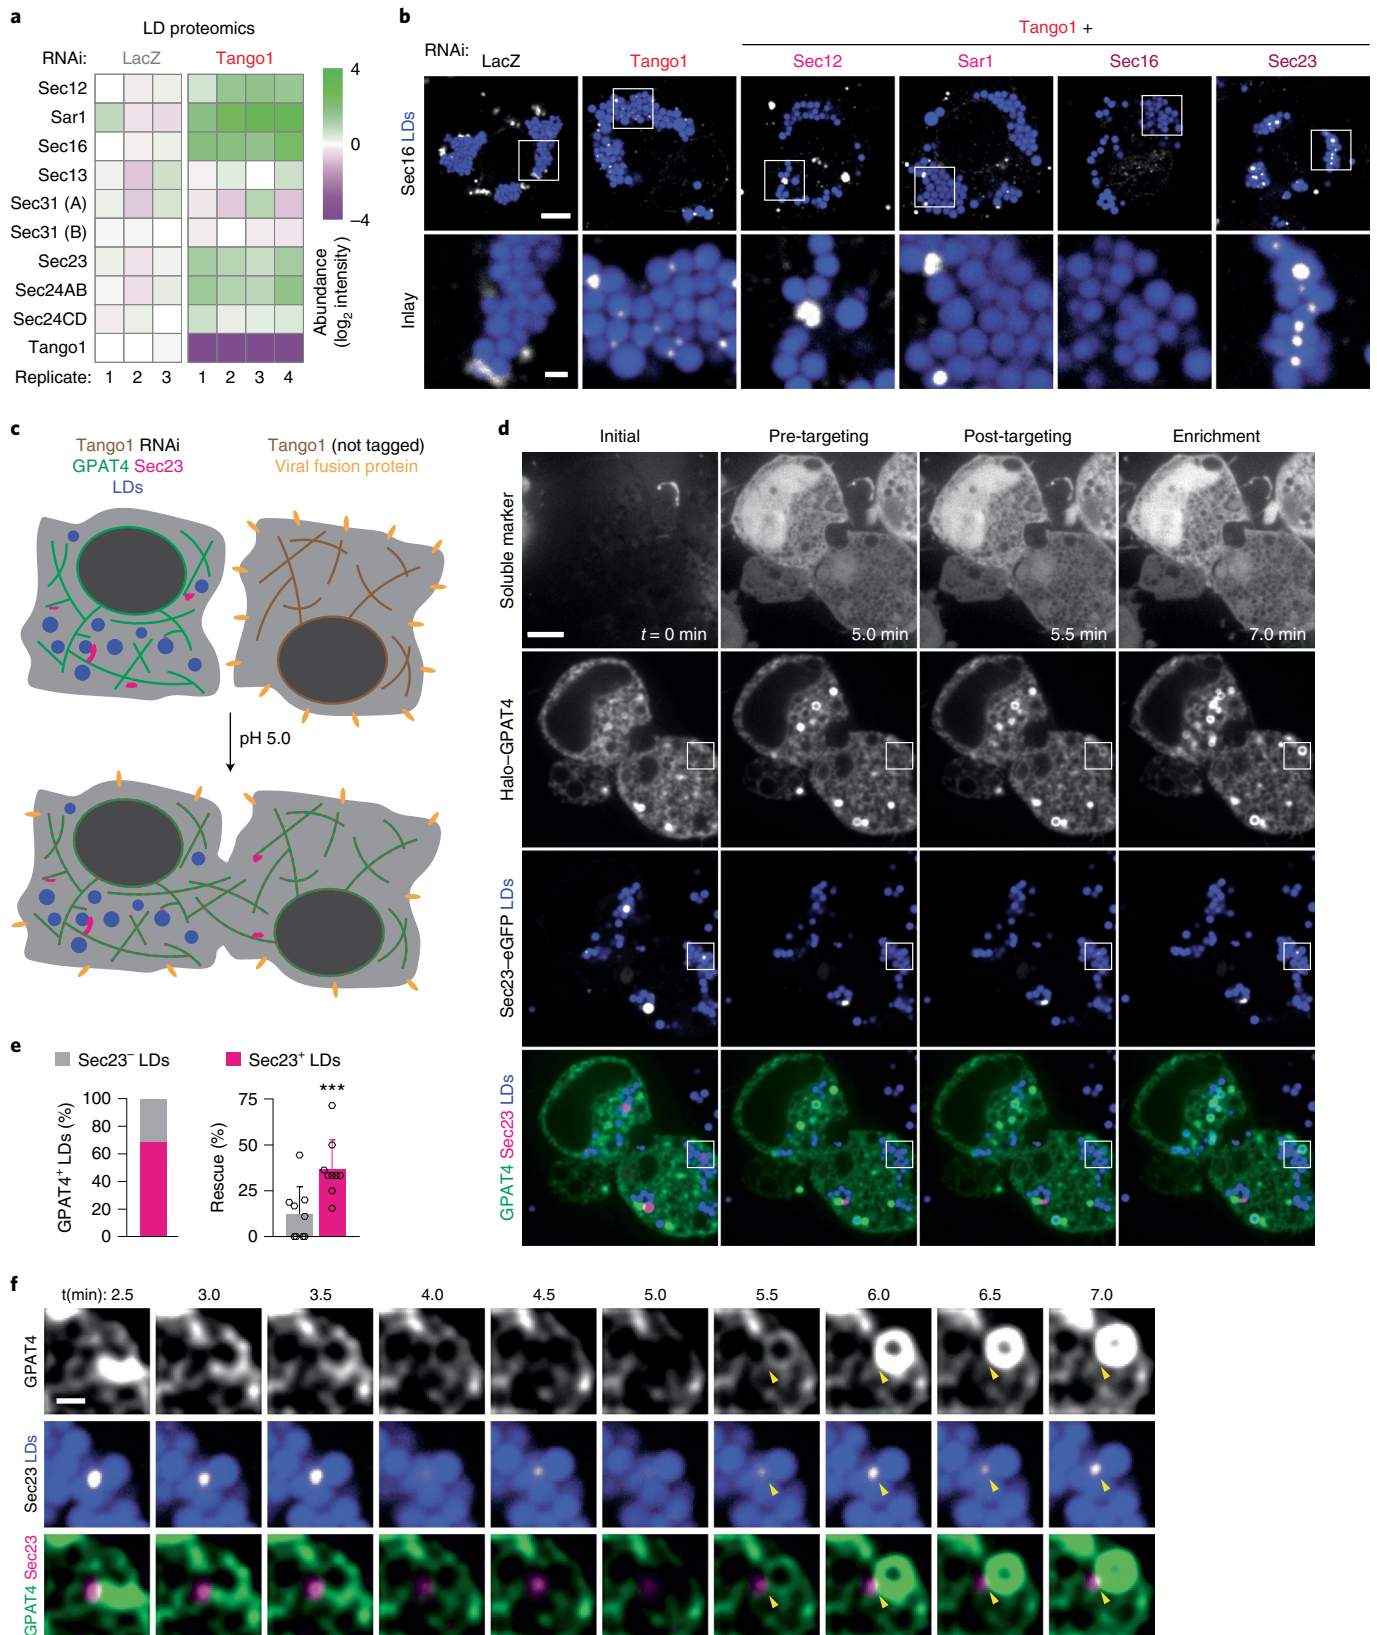 a
LD proteomics
RNAi: LacZ Tango1
Sec12
Sar1
Sec16
Sec13
Sec31 (A)
Sec31 (B)
Sec23
Sec24AB
Sec24CD
Tango1
Replicate: 1 2 3 1 2 3 4
4
0
–4
Abundance
(log2 intensity)
b
Tango1 +
RNAi: LacZ Tango1 Sec12 Sar1 Sec16 Sec23
Sec16 LDs
Inlay
c
Tango1 RNAi
GPAT4 Sec23
LDs
Tango1 (not tagged)
Viral fusion protein
pH 5.0
d
Initial Pre-targeting Post-targeting Enrichment
Soluble marker
t = 0 min 5.0 min 5.5 min 7.0 min
Halo–GPAT4
Sec23–eGFP LDs
GPAT4 Sec23 LDs
e
Sec23– LDs Sec23+ LDs
GPAT4+ LDs (%)
100
80
60
40
20
0
Rescue (%)
75
50
25
0
***
f
t(min): 2.5 3.0 3.5 4.0 4.5 5.0 5.5 6.0 6.5 7.0
GPAT4
Sec23 LDs
GPAT4 Sec23